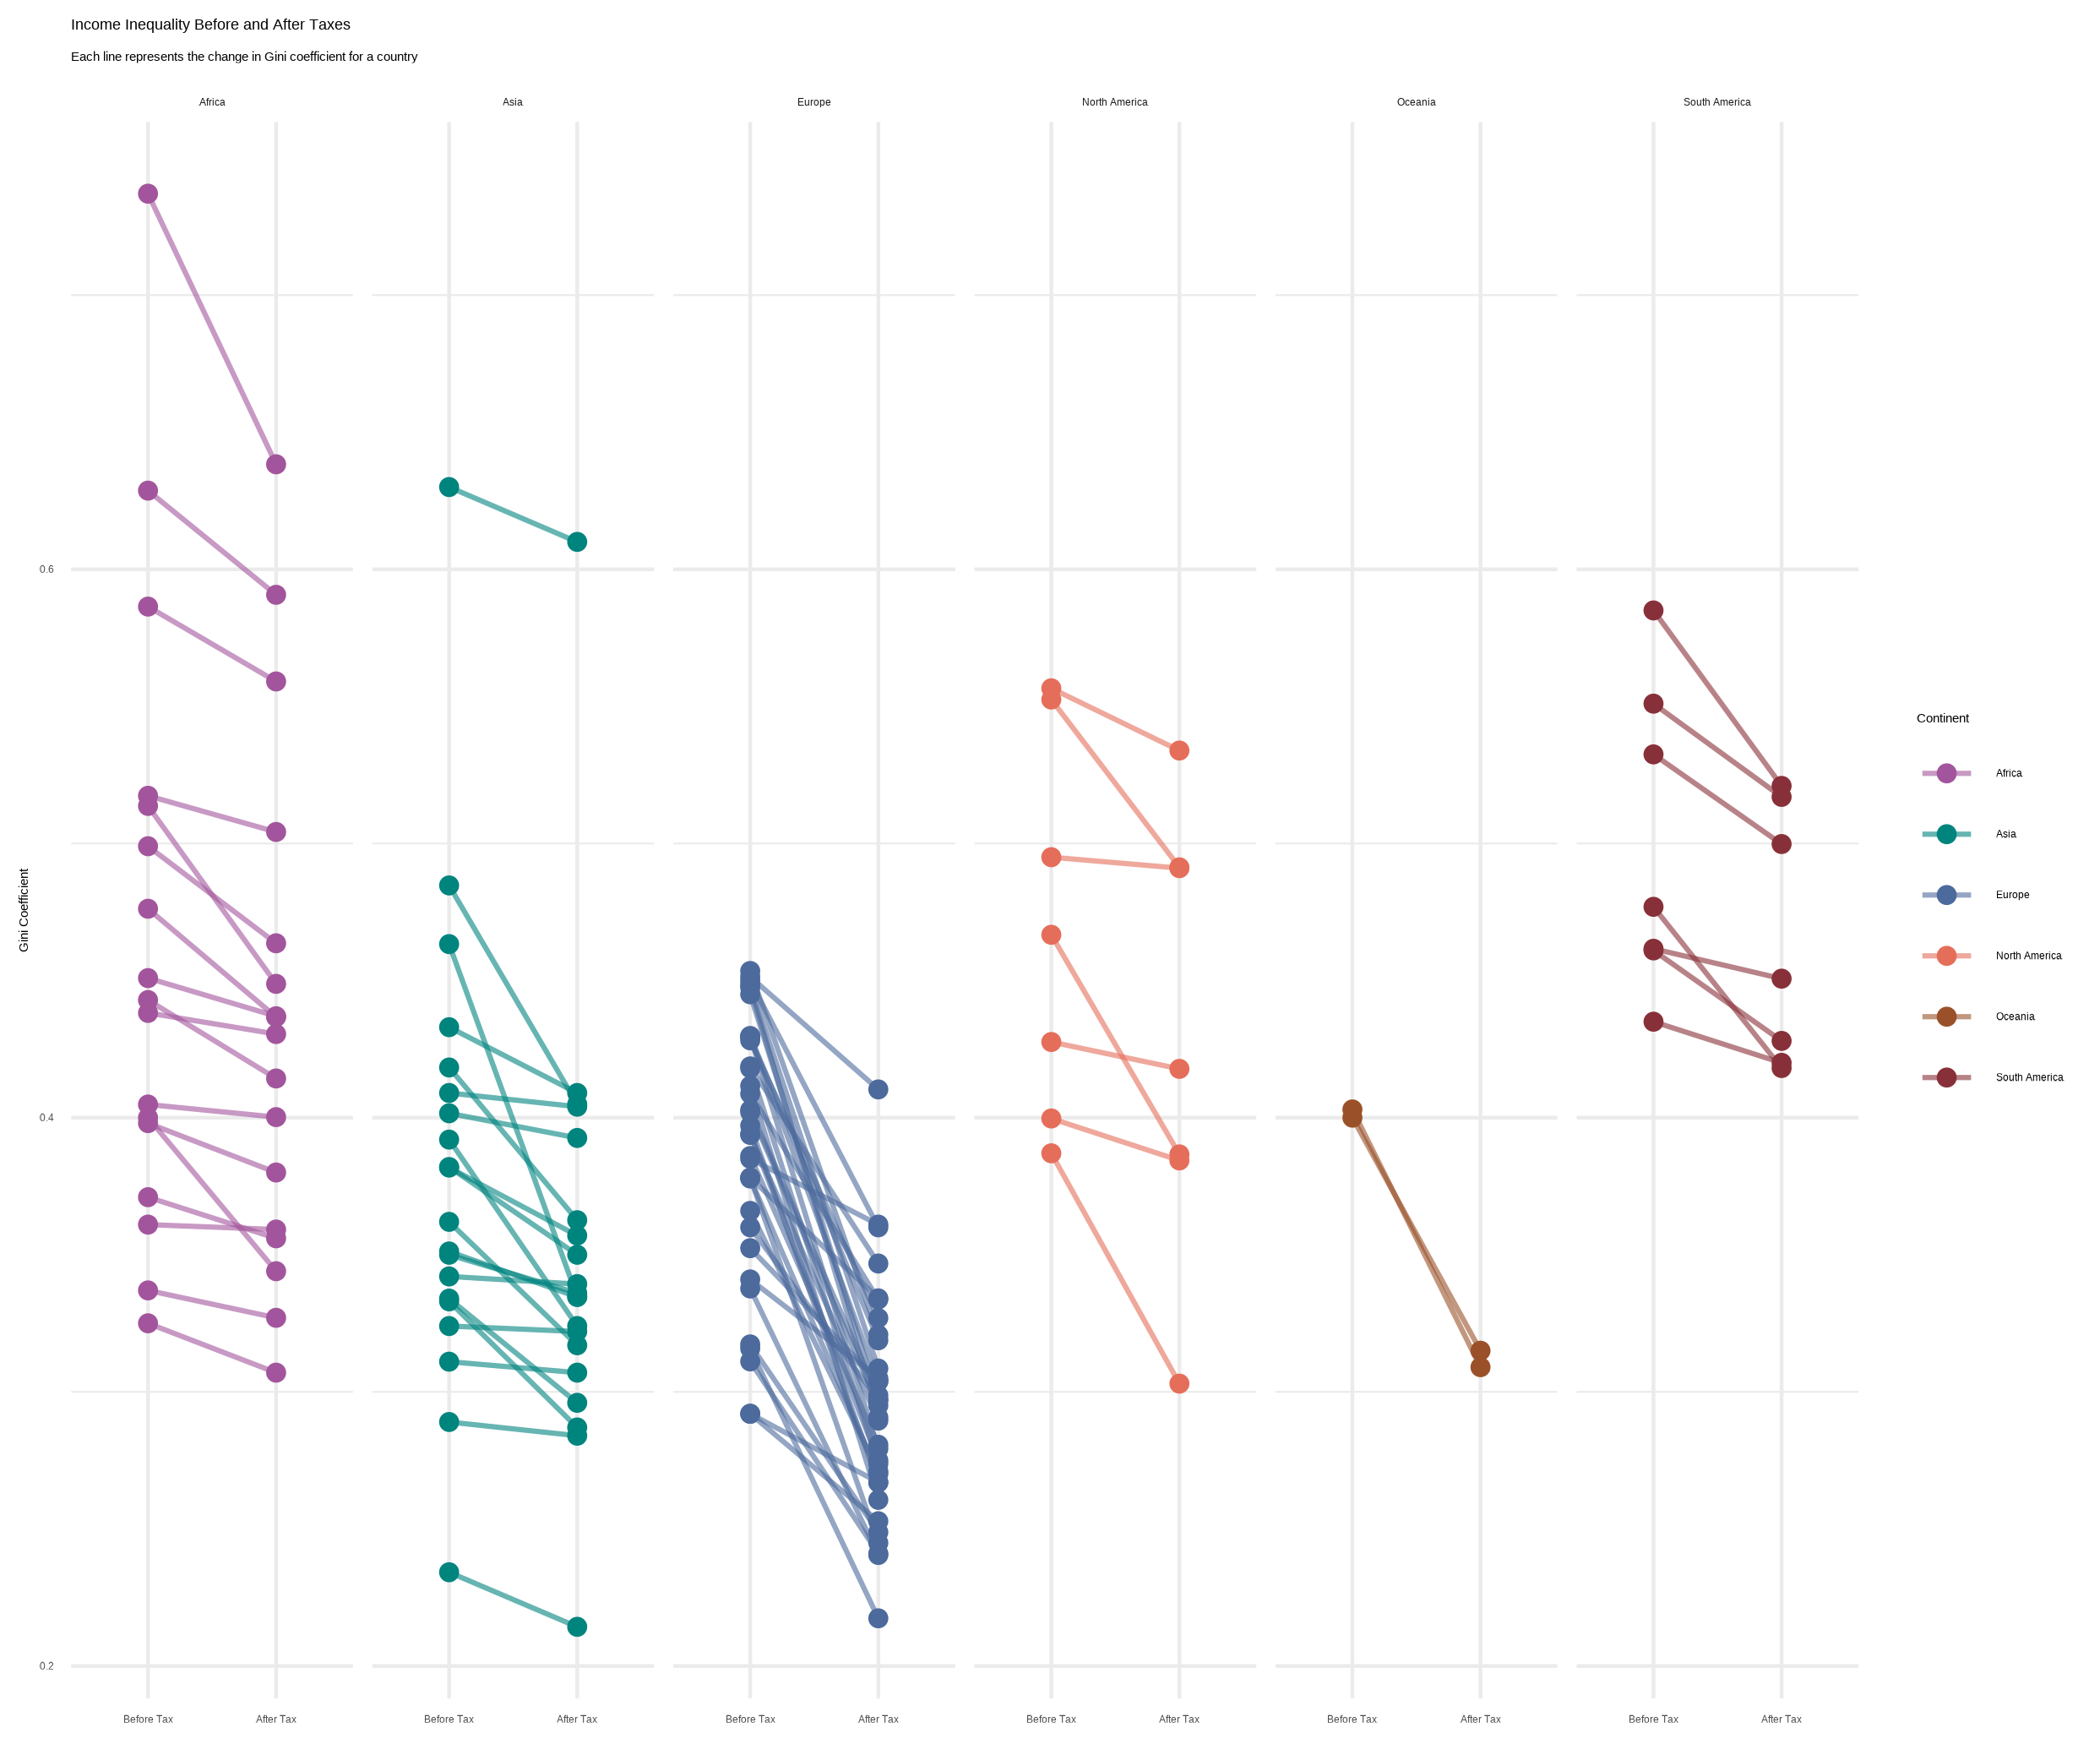 Income Inequality Before and After Taxes
Each line represents the change in Gini coefficient for a country
Africa
Asia
Europe
North America
Oceania
South America
Gini Coefficient
0.6
0.4
0.2
Before Tax
After Tax
Before Tax
After Tax
Before Tax
After Tax
Before Tax
After Tax
Before Tax
After Tax
Before Tax
After Tax
Continent
Africa
Asia
Europe
North America
Oceania
South America